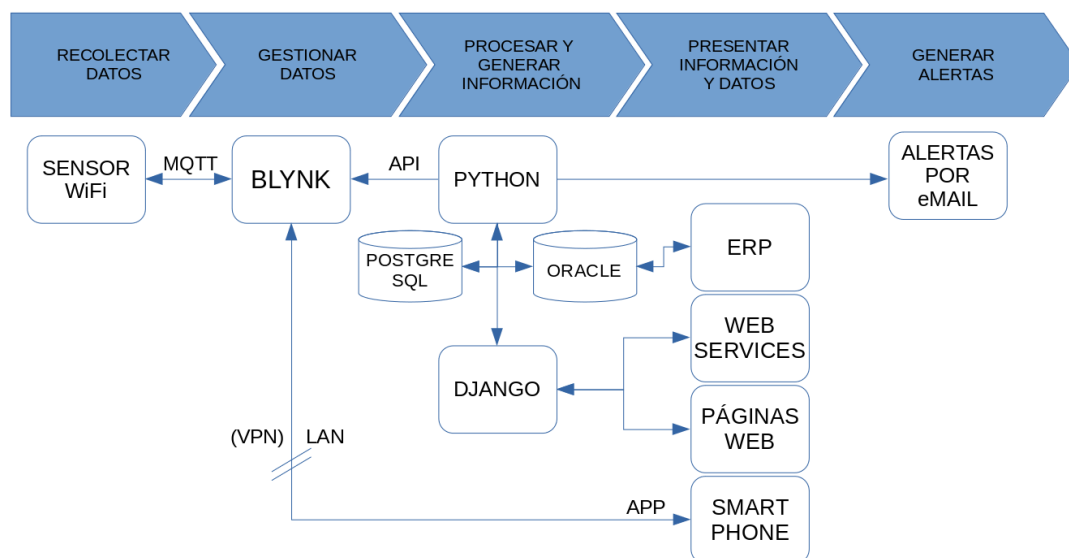 RECOLECTAR
DATOS
GESTIONAR
DATOS
PROCESAR Y
GENERAR
INFORMACIÓN
PRESENTAR
INFORMACIÓN
Y DATOS
GENERAR
ALERTAS
SENSOR
WiFi
MQTT
BLYNK
API
PYTHON
ALERTAS
POR
eMAIL
POSTGRE
SQL
ORACLE
ERP
WEB
SERVICES
DJANGO
PÁGINAS
WEB
(VPN)
LAN
APP
SMART
PHONE